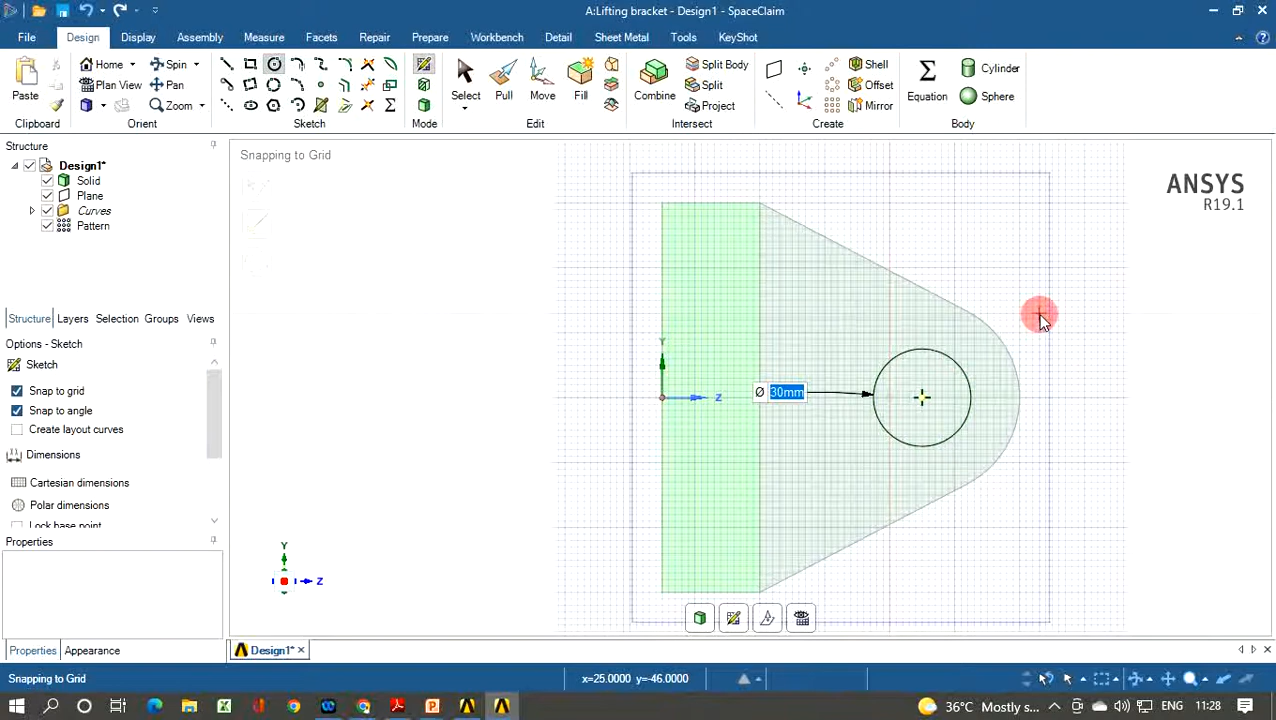 A:Lifting bracket - Design1 - SpaceClaim
File Design Display Assembly Measure Facets Repair Prepare Workbench Detail Sheet Metal Tools KeyShot
Home Spin Split Body Shell Cylinder
Plan View Pan Split Offset
Paste Select Pull Move Fill Combine Equation
Zoom Project Mirror Sphere
Clipboard Orient Sketch Mode Edit Intersect Create Body
Structure
Design1*
Solid
Plane
Curves
Pattern
Structure Layers Selection Groups Views
Options - Sketch
Sketch
Snap to grid
Snap to angle
Create layout curves
Dimensions
Cartesian dimensions
Polar dimensions
Lock base point
Properties
Properties Appearance
Snapping to Grid
ANSYS
R19.1
Y
Z
Ø 30mm
Y
Z
Design1*
Snapping to Grid
x=25.0000 y=-46.0000
36°C Mostly s...
ENG 11:28